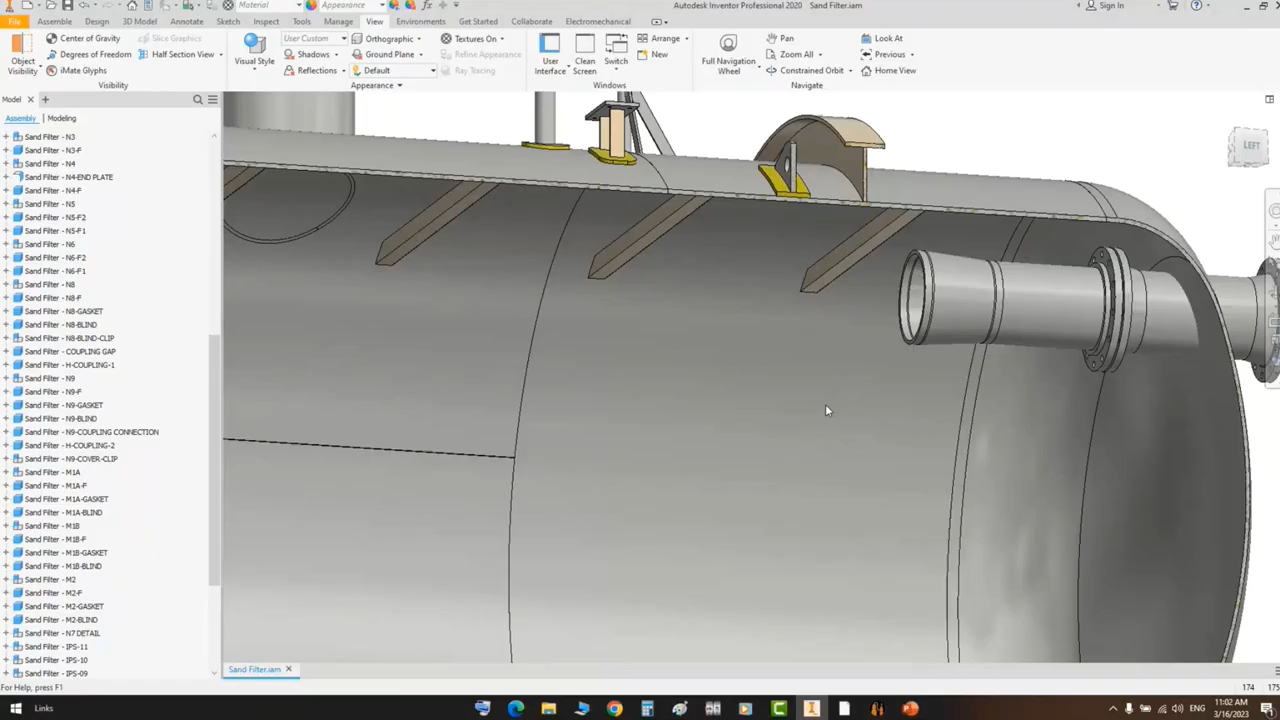 Material
Appearance
Autodesk Inventor Professional 2020 Sand Filter.iam
Sign In
File Assemble Design 3D Model Sketch Annotate Inspect Tools Manage View Environments Get Started Collaborate Electromechanical
Object Visibility
Center of Gravity
Degrees of Freedom
iMate Glyphs
Slice Graphics
Half Section View
Visibility
Visual Style
User Custom
Shadows
Reflections
Orthographic
Ground Plane
Default
Textures On
Refine Appearance
Ray Tracing
Appearance
User Interface
Clean Screen
Switch
Arrange
New
Windows
Full Navigation Wheel
Pan
Zoom All
Constrained Orbit
Look At
Previous
Home View
Navigate
Model
Assembly Modeling
Sand Filter - N3
Sand Filter - N3-F
Sand Filter - N4
Sand Filter - N4-END PLATE
Sand Filter - N4-F
Sand Filter - N5
Sand Filter - N5-F2
Sand Filter - N5-F1
Sand Filter - N6
Sand Filter - N6-F2
Sand Filter - N6-F1
Sand Filter - N8
Sand Filter - N8-F
Sand Filter - N8-GASKET
Sand Filter - N8-BLIND
Sand Filter - N8-BLIND-CLIP
Sand Filter - COUPLING GAP
Sand Filter - H-COUPLING-1
Sand Filter - N9
Sand Filter - N9-F
Sand Filter - N9-GASKET
Sand Filter - N9-BLIND
Sand Filter - N9-COUPLING CONNECTION
Sand Filter - H-COUPLING-2
Sand Filter - N9-COVER-CLIP
Sand Filter - M1A
Sand Filter - M1A-F
Sand Filter - M1A-GASKET
Sand Filter - M1A-BLIND
Sand Filter - M1B
Sand Filter - M1B-F
Sand Filter - M1B-GASKET
Sand Filter - M1B-BLIND
Sand Filter - M2
Sand Filter - M2-F
Sand Filter - M2-GASKET
Sand Filter - M2-BLIND
Sand Filter - N7 DETAIL
Sand Filter - IPS-11
Sand Filter - IPS-10
Sand Filter - IPS-09
LEFT
Sand Filter.iam
For Help, press F1
174 175
Links
ENG
11:02 AM
3/16/2023